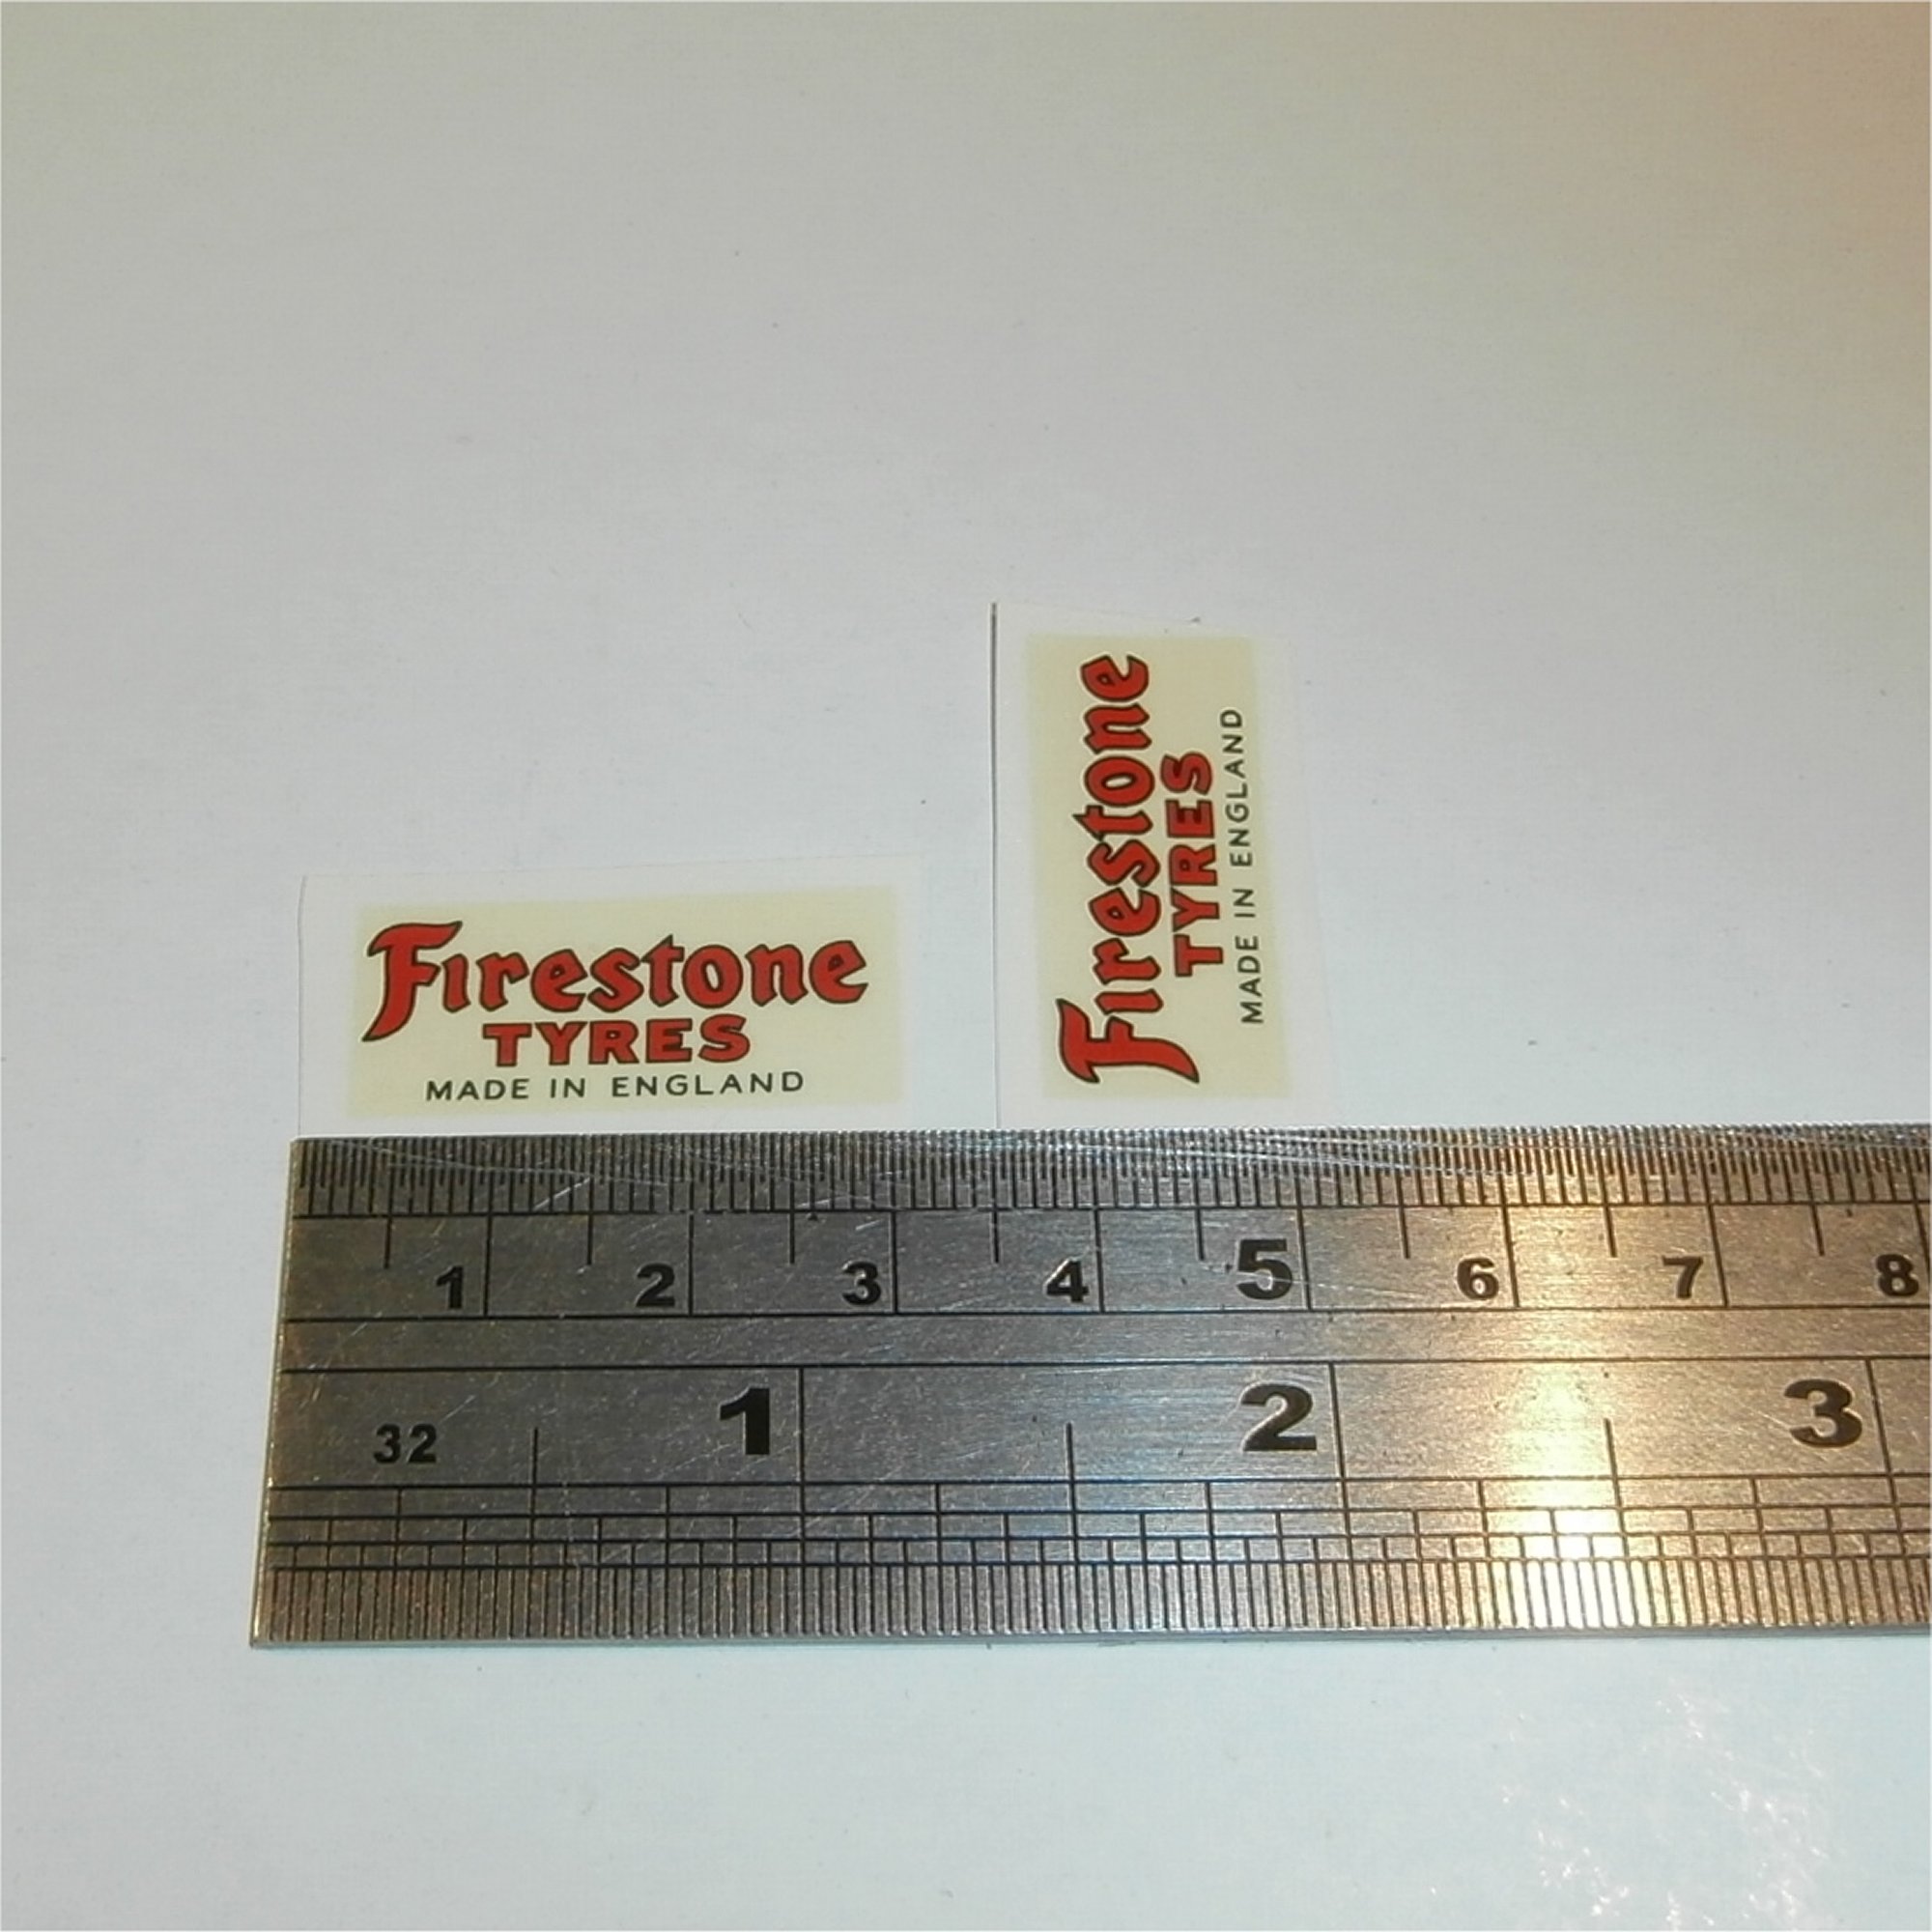 Firestone
TYRES
MADE IN ENGLAND
Firestone
TYRES
MADE IN ENGLAND
1 2 3 4 5 6 7 8
1 2 3
32